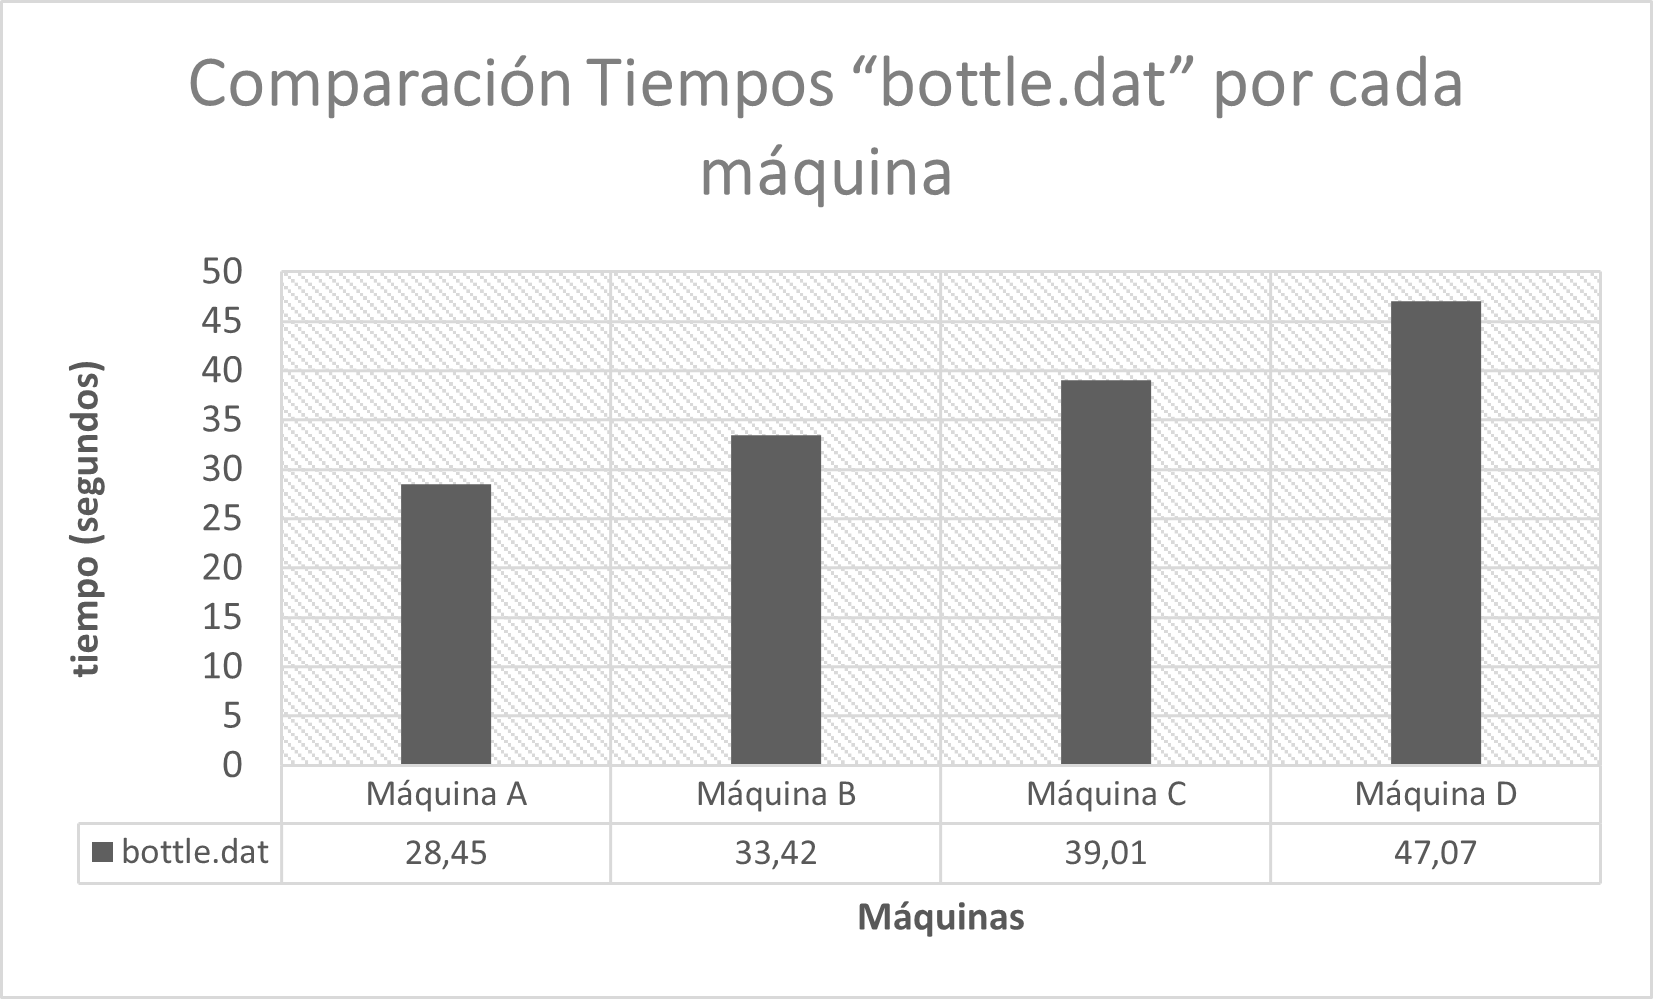 Comparación Tiempos “bottle.dat” por cada
máquina
tiempo (segundos)
50
45
40
35
30
25
20
15
10
5
0
Máquina A Máquina B Máquina C Máquina D
bottle.dat 28,45 33,42 39,01 47,07
Máquinas